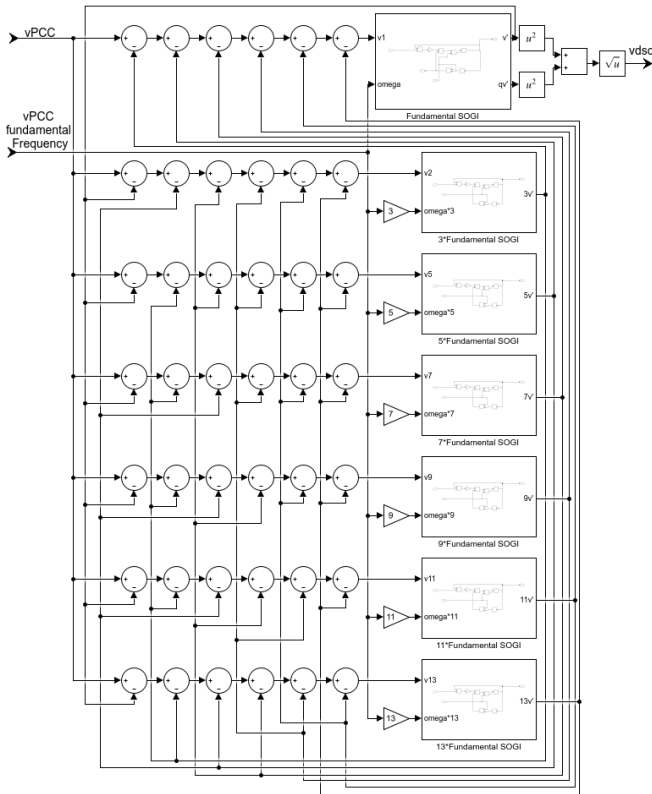 vPCC
v1
v'
u²
vdsc
+
+
√u
omega
qv'
u²
Fundamental SOGI
vPCC
fundamental
Frequency
v2
3v'
3
omega*3
3*Fundamental SOGI
v5
5v'
5
omega*5
5*Fundamental SOGI
v7
7v'
7
omega*7
7*Fundamental SOGI
v9
9v'
9
omega*9
9*Fundamental SOGI
v11
11v'
11
omega*11
11*Fundamental SOGI
v13
13v'
13
omega*13
13*Fundamental SOGI